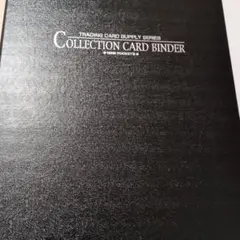 TRADING CARD SUPPLY SERIES
COLLECTION CARD BINDER